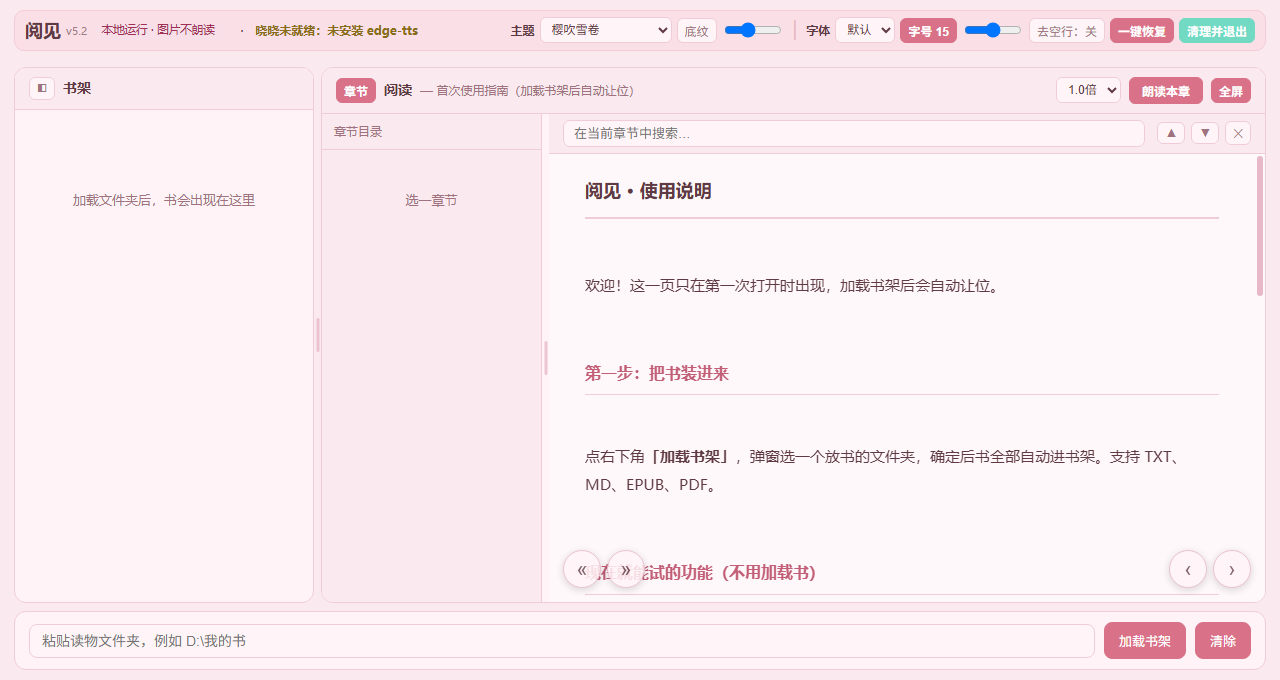 阅见 v5.2 本地运行 · 图片不朗读 · 晓晓未就绪：未安装 edge-tts 主题 樱吹雪卷 底纹 字体 默认 字号 15 去空行：关 一键恢复 清理并退出
书架
章节 阅读 — 首次使用指南（加载书架后自动让位） 1.0倍 朗读本章 全屏
加载文件夹后，书会出现在这里
章节目录
选一章节
在当前章节中搜索... ▲ ▼ ×
阅见 • 使用说明
欢迎！这一页只在第一次打开时出现，加载书架后会自动让位。
第一步：把书装进来
点右下角「加载书架」，弹窗选一个放书的文件夹，确定后书全部自动进书架。支持 TXT、
MD、EPUB、PDF。
现在就能试的功能（不用加载书）
« » ‹ ›
粘贴读物文件夹，例如 D:\我的书 加载书架 清除